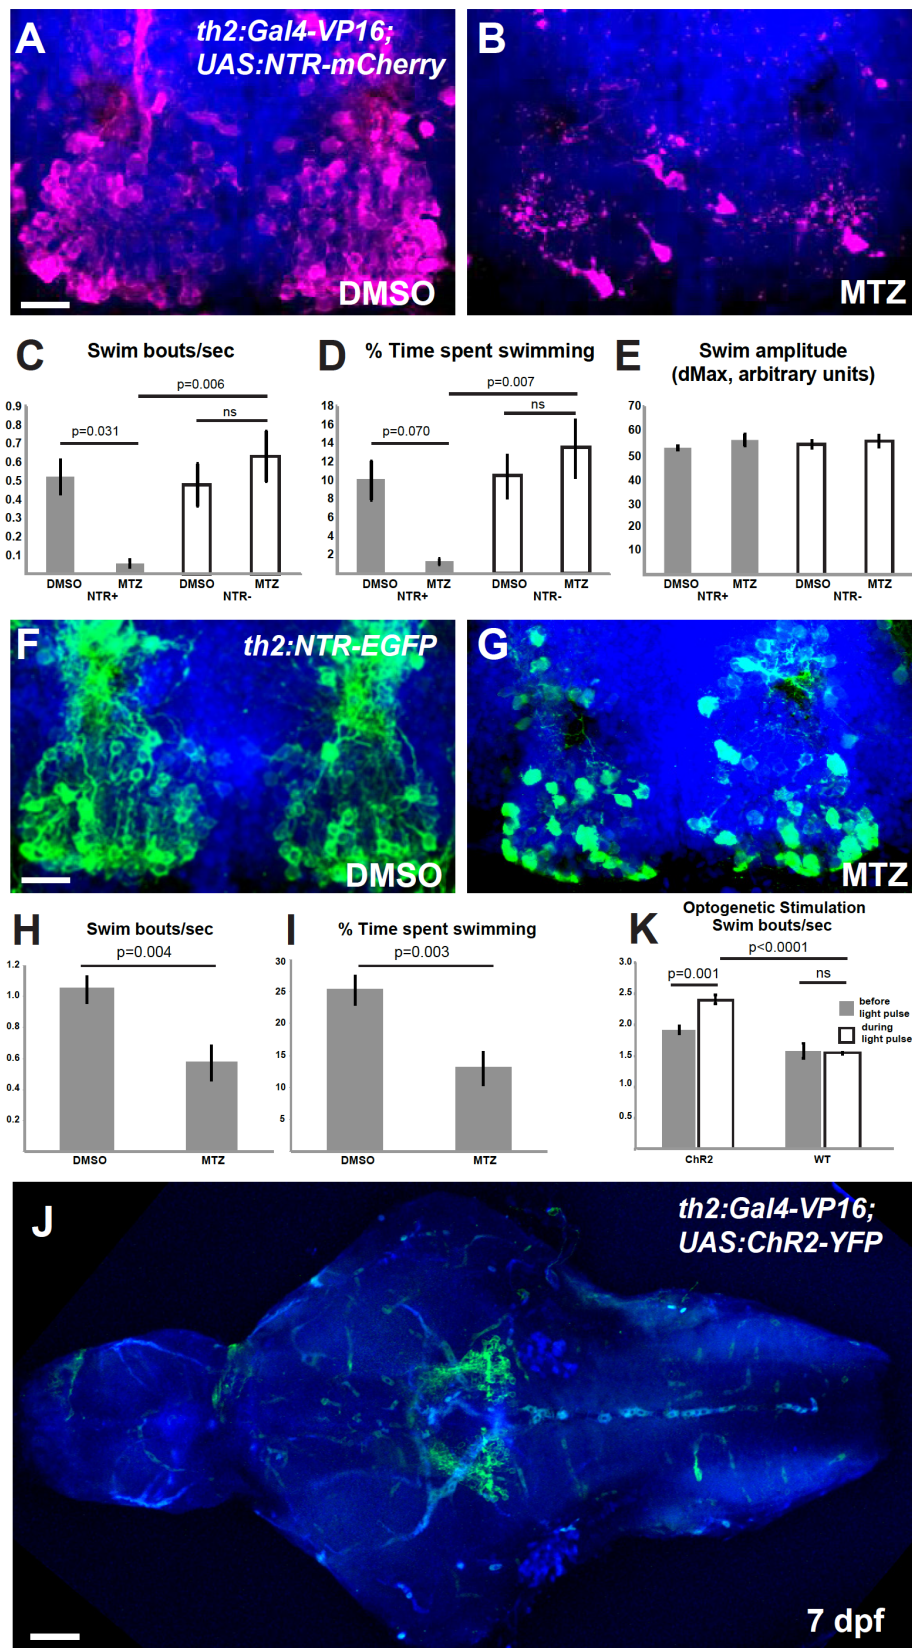 A
th2:Gal4-VP16;
UAS:NTR-mCherry
DMSO
B
MTZ
C
Swim bouts/sec
p=0.006
ns
p=0.031
0.9
0.8
0.7
0.6
0.5
0.4
0.3
0.2
0.1
DMSO MTZ DMSO MTZ
NTR+ NTR-
D
% Time spent swimming
p=0.007
ns
p=0.070
18
16
14
12
10
8
6
4
2
DMSO MTZ DMSO MTZ
NTR+ NTR-
E
Swim amplitude
(dMax, arbitrary units)
70
60
50
40
30
20
10
DMSO MTZ DMSO MTZ
NTR+ NTR-
F
th2:NTR-EGFP
DMSO
G
MTZ
H
Swim bouts/sec
p=0.004
1.2
1.0
0.8
0.6
0.4
0.2
DMSO MTZ
I
% Time spent swimming
p=0.003
30
25
20
15
10
5
DMSO MTZ
K
Optogenetic Stimulation
Swim bouts/sec
p<0.0001
p=0.001
ns
3.0
2.5
2.0
1.5
1.0
0.5
before
light pulse
during
light pulse
ChR2 WT
J
th2:Gal4-VP16;
UAS:ChR2-YFP
7 dpf